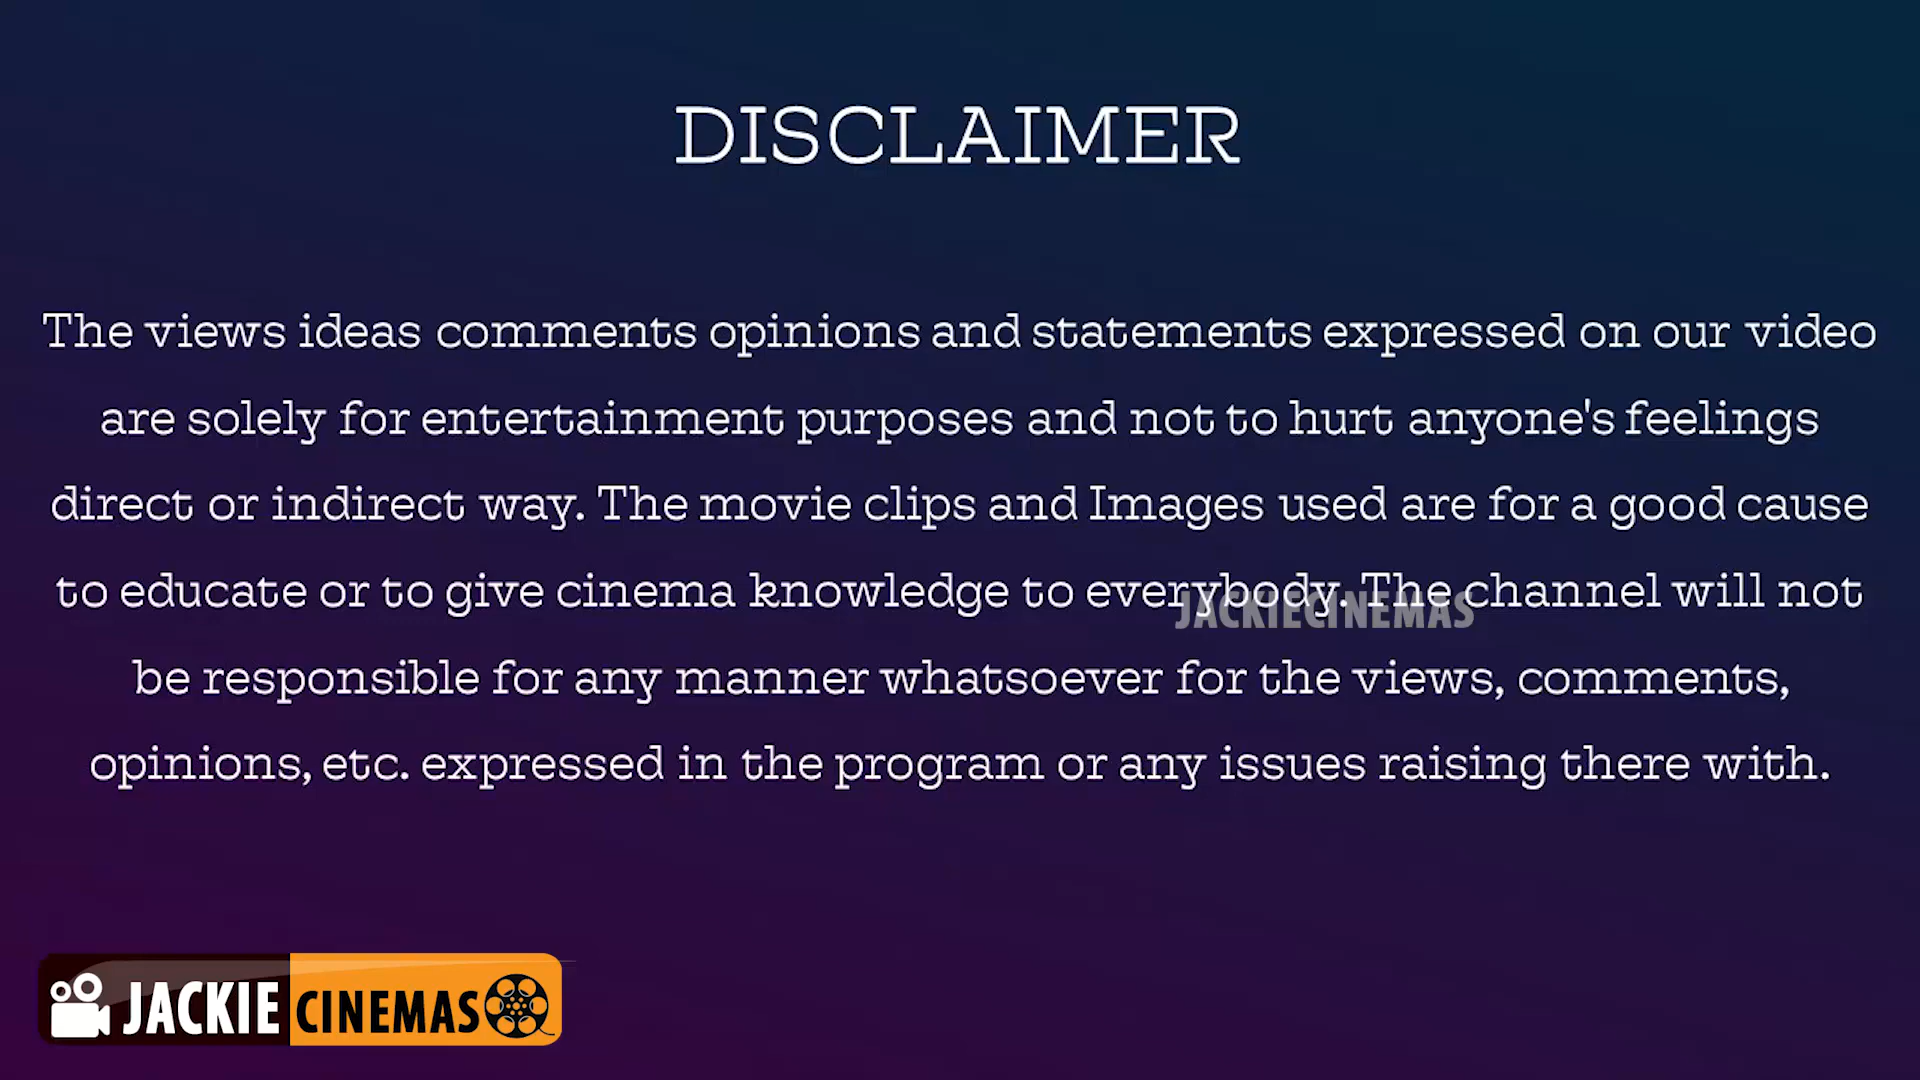 DISCLAIMER
The views ideas comments opinions and statements expressed on our video
are solely for entertainment purposes and not to hurt anyone's feelings
direct or indirect way. The movie clips and Images used are for a good cause
to educate or to give cinema knowledge to everybody. The channel will not
JACKIECINEMAS
be responsible for any manner whatsoever for the views, comments,
opinions, etc. expressed in the program or any issues raising there with.
JACKIE CINEMAS